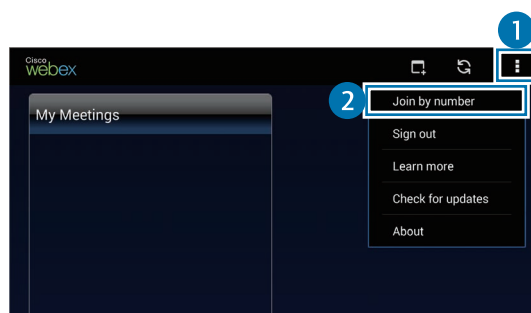 1
Cisco
webex
2
Join by number
My Meetings
Sign out
Learn more
Check for updates
About